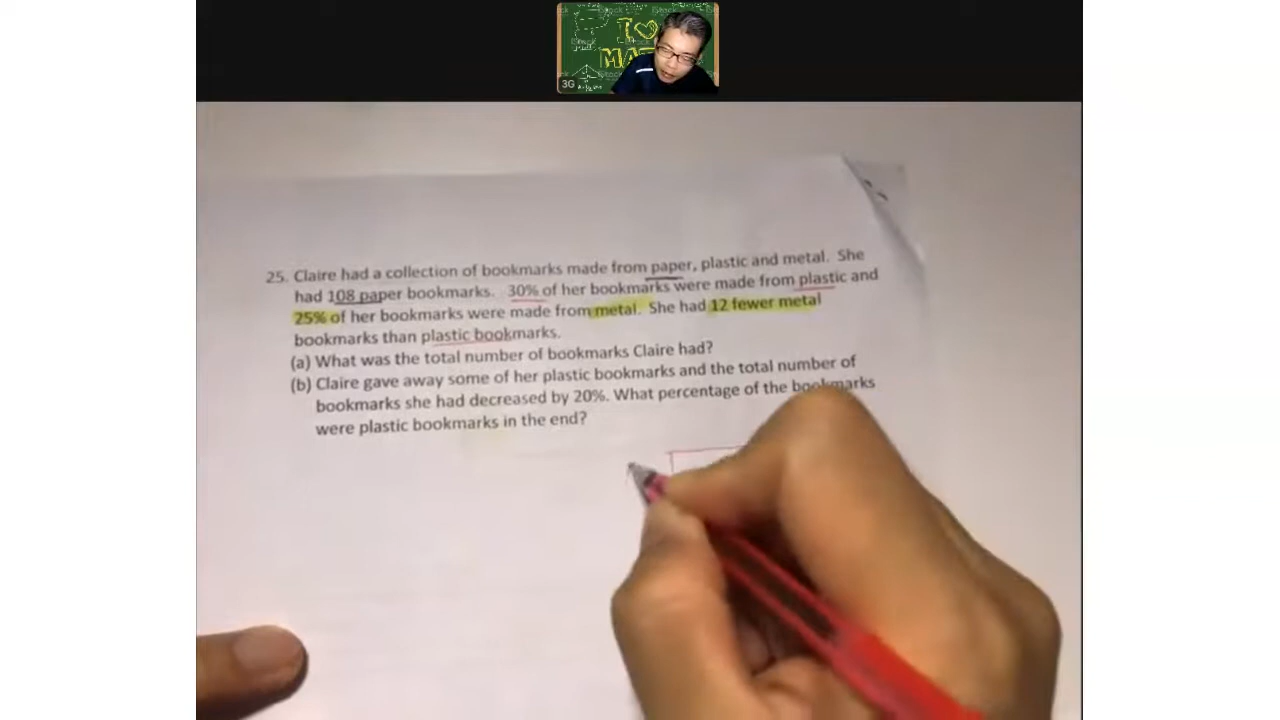 I
MAT
3G
25. Claire had a collection of bookmarks made from paper, plastic and metal. She
had 108 paper bookmarks. 30% of her bookmarks were made from plastic and
25% of her bookmarks were made from metal. She had 12 fewer metal
bookmarks than plastic bookmarks.
(a) What was the total number of bookmarks Claire had?
(b) Claire gave away some of her plastic bookmarks and the total number of
bookmarks she had decreased by 20%. What percentage of the bookmarks
were plastic bookmarks in the end?